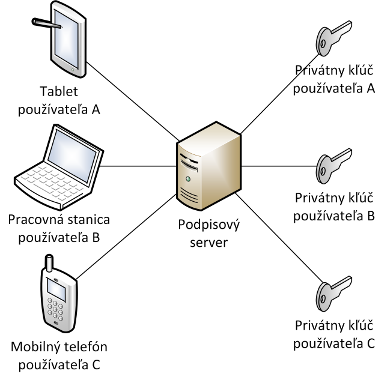 Tablet
používateľa A
Privátny kľúč
používateľa A
Pracovná stanica
používateľa B
Podpisový
server
Privátny kľúč
používateľa B
Mobilný telefón
používateľa C
Privátny kľúč
používateľa C